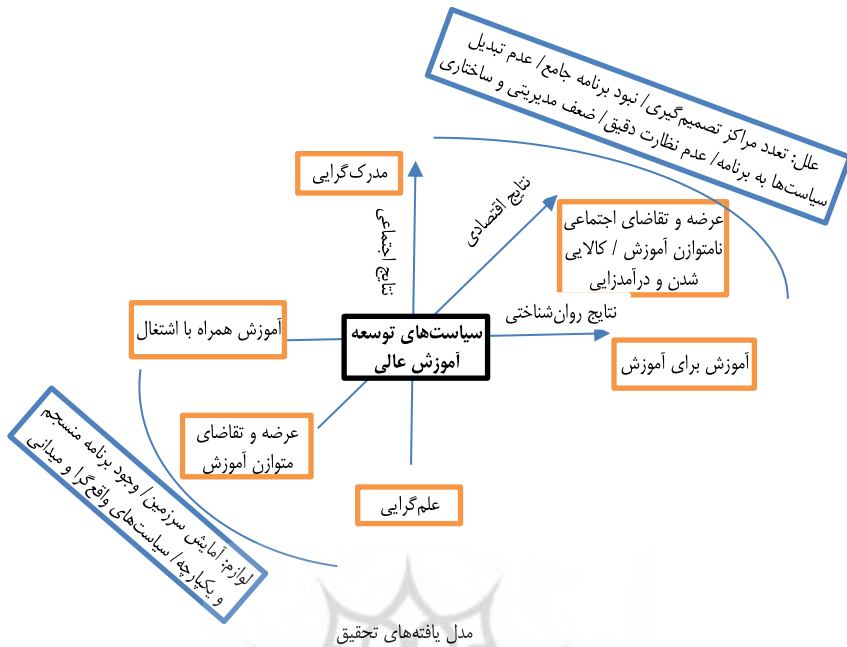 علل: تعدد مراکز تصمیم‌گیری/ نبود برنامه جامع/ عدم تبدیل
سیاست‌ها به برنامه/ عدم نظارت دقیق/ ضعف مدیریتی و ساختاری
مدرک‌گرایی
نتایج اجتماعی
نتایج اقتصادی
عرضه و تقاضای اجتماعی
نامتوازن آموزش / کالایی
شدن و درآمدزایی
نتایج روان‌شناختی
آموزش برای آموزش
سیاست‌های توسعه
آموزش عالی
آموزش همراه با اشتغال
عرضه و تقاضای
متوازن آموزش
علم‌گرایی
لوازم: آمایش سرزمین/ وجود برنامه منسجم
و یکپارچه/ سیاست‌های واقع‌گرا و میدانی
مدل یافته‌های تحقیق